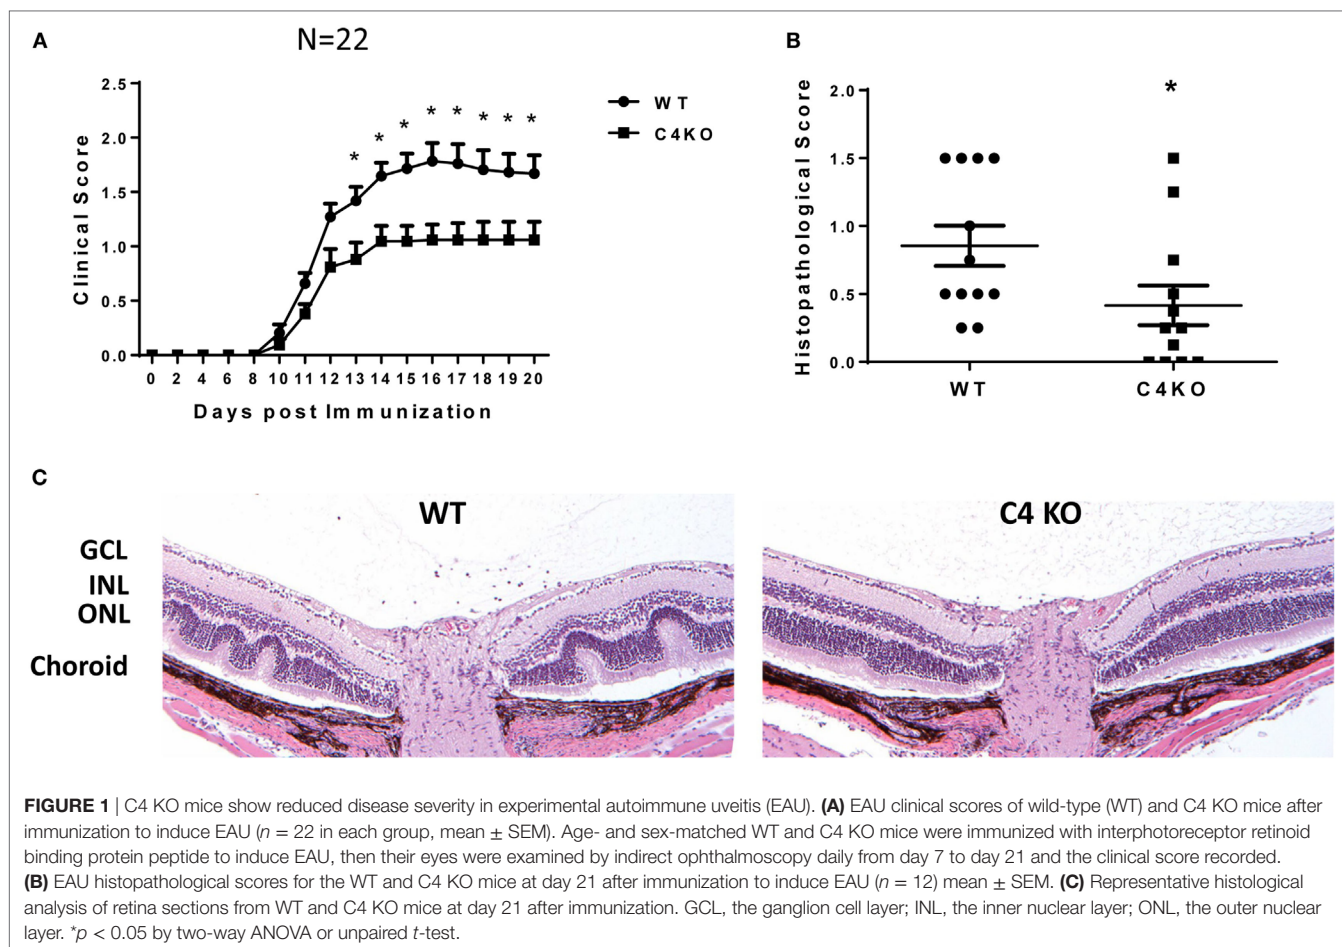 A
N=22
2.5
2.0
1.5
1.0
0.5
0.0
Clinical Score
* * * * * * * *
0 2 4 6 8 10 11 12 13 14 15 16 17 18 19 20
Days post Immunization
WT
C4KO
B
*
2.0
1.5
1.0
0.5
0.0
Histopathological Score
WT C4KO
C
WT
C4 KO
GCL
INL
ONL
Choroid
FIGURE 1 | C4 KO mice show reduced disease severity in experimental autoimmune uveitis (EAU). (A) EAU clinical scores of wild-type (WT) and C4 KO mice after
immunization to induce EAU (n = 22 in each group, mean ± SEM). Age- and sex-matched WT and C4 KO mice were immunized with interphotoreceptor retinoid
binding protein peptide to induce EAU, then their eyes were examined by indirect ophthalmoscopy daily from day 7 to day 21 and the clinical score recorded.
(B) EAU histopathological scores for the WT and C4 KO mice at day 21 after immunization to induce EAU (n = 12) mean ± SEM. (C) Representative histological
analysis of retina sections from WT and C4 KO mice at day 21 after immunization. GCL, the ganglion cell layer; INL, the inner nuclear layer; ONL, the outer nuclear
layer. *p < 0.05 by two-way ANOVA or unpaired t-test.